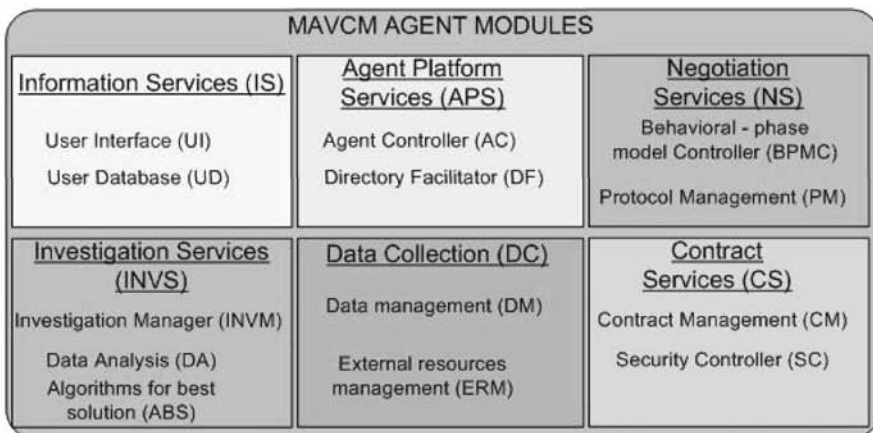 MAVCM AGENT MODULES
Information Services (IS)
User Interface (UI)
User Database (UD)
Agent Platform
Services (APS)
Agent Controller (AC)
Directory Facilitator (DF)
Negotiation
Services (NS)
Behavioral - phase
model Controller (BPMC)
Protocol Management (PM)
Investigation Services
(INVS)
Investigation Manager (INVM)
Data Analysis (DA)
Algorithms for best
solution (ABS)
Data Collection (DC)
Data management (DM)
External resources
management (ERM)
Contract
Services (CS)
Contract Management (CM)
Security Controller (SC)